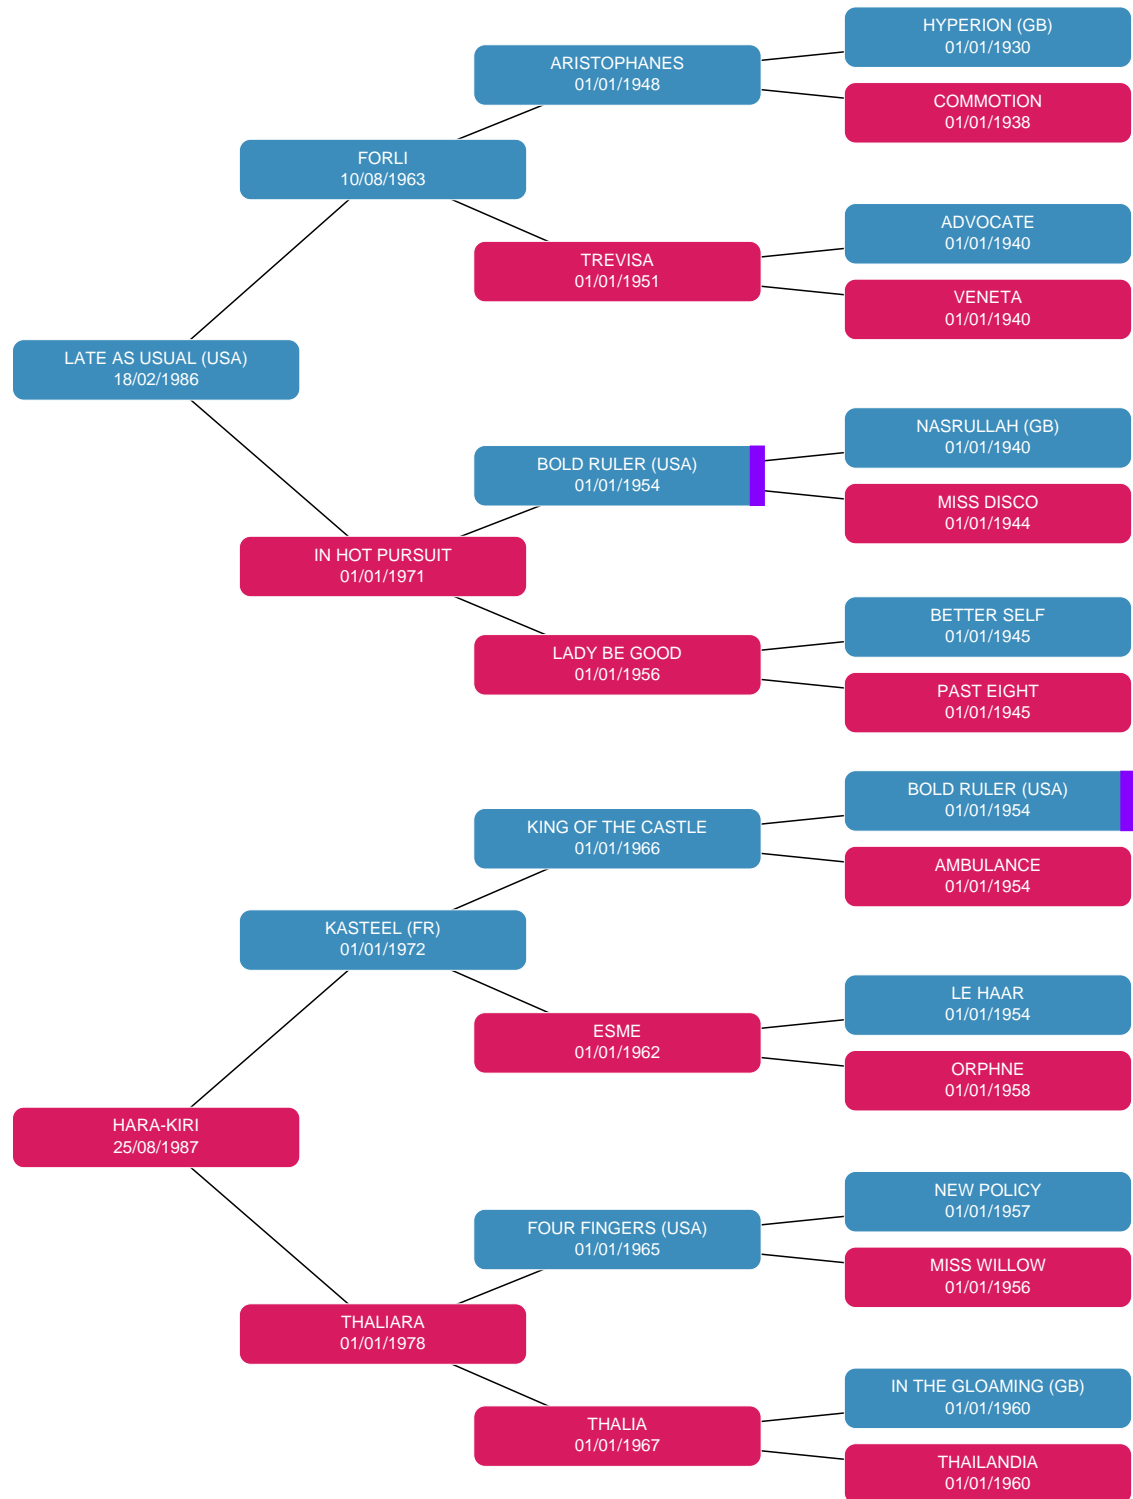 HYPERION (GB)
01/01/1930
ARISTOPHANES
01/01/1948
COMMOTION
01/01/1938
FORLI
10/08/1963
ADVOCATE
01/01/1940
TREVISA
01/01/1951
VENETA
01/01/1940
LATE AS USUAL (USA)
18/02/1986
NASRULLAH (GB)
01/01/1940
BOLD RULER (USA)
01/01/1954
MISS DISCO
01/01/1944
IN HOT PURSUIT
01/01/1971
BETTER SELF
01/01/1945
LADY BE GOOD
01/01/1956
PAST EIGHT
01/01/1945
BOLD RULER (USA)
01/01/1954
KING OF THE CASTLE
01/01/1966
AMBULANCE
01/01/1954
KASTEEL (FR)
01/01/1972
LE HAAR
01/01/1954
ESME
01/01/1962
ORPHNE
01/01/1958
HARA-KIRI
25/08/1987
NEW POLICY
01/01/1957
FOUR FINGERS (USA)
01/01/1965
MISS WILLOW
01/01/1956
THALIARA
01/01/1978
IN THE GLOAMING (GB)
01/01/1960
THALIA
01/01/1967
THAILANDIA
01/01/1960